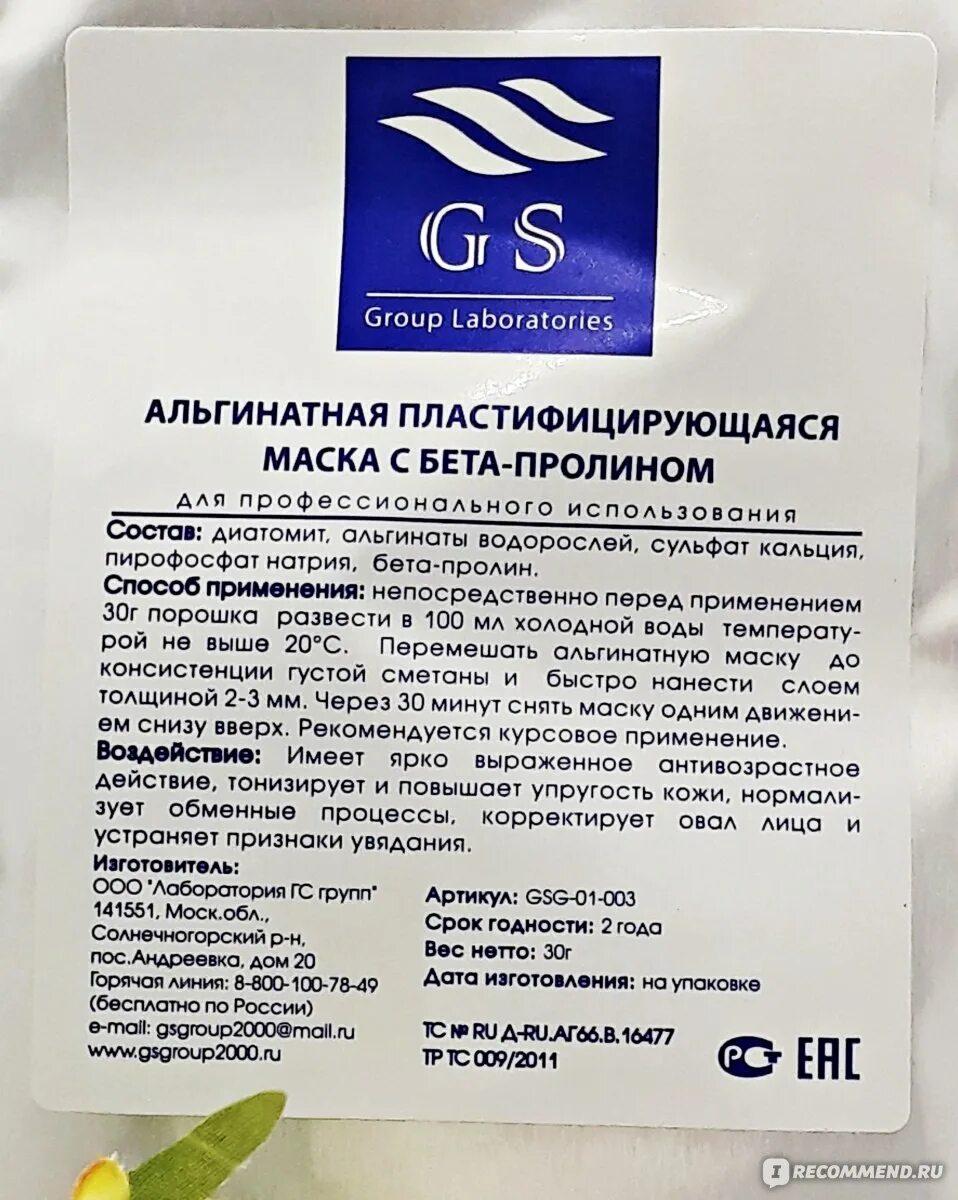 GS
Group Laboratories
АЛЬГИНАТНАЯ ПЛАСТИФИЦИРУЮЩАЯСЯ
МАСКА С БЕТА-ПРОЛИНОМ
для профессионального использования
Состав: диатомит, альгинаты водорослей, сульфат кальция,
пирофосфат натрия, бета-пролин.
Способ применения: непосредственно перед применением
30г порошка развести в 100 мл холодной воды температу-
рой не выше 20°С. Перемешать альгинатную маску до
консистенции густой сметаны и быстро нанести слоем
толщиной 2-3 мм. Через 30 минут снять маску одним движени-
ем снизу вверх. Рекомендуется курсовое применение.
Воздействие: Имеет ярко выраженное антивозрастное
действие, тонизирует и повышает упругость кожи, нормали-
зует обменные процессы, корректирует овал лица и
устраняет признаки увядания.
Изготовитель:
ООО "Лаборатория ГС групп"
141551, Моск.обл.,
Солнечногорский р-н,
пос.Андреевка, дом 20
Горячая линия: 8-800-100-78-49
(бесплатно по России)
e-mail: gsgroup2000@mail.ru
www.gsgroup2000.ru
Артикул: GSG-01-003
Срок годности: 2 года
Вес нетто: 30г
Дата изготовления: на упаковке
ТС № RU Д-RU.АГ66.В.16477
ТР ТС 009/2011
РСТ EAC
IRECOMMEND.RU